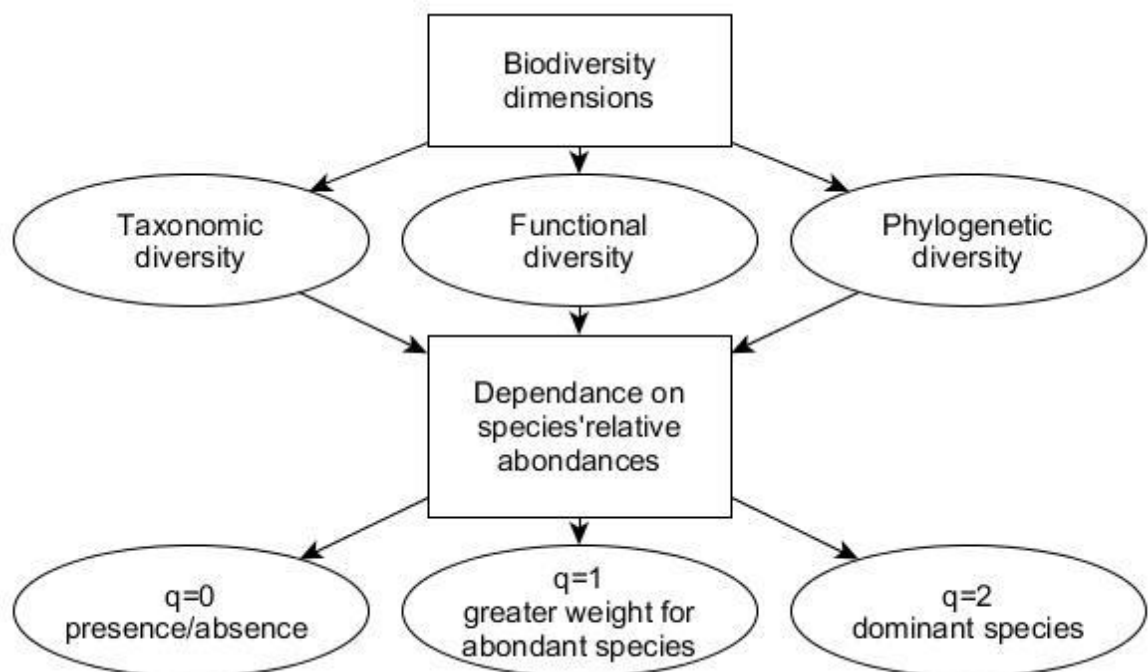 Biodiversity
dimensions
Taxonomic
diversity
Functional
diversity
Phylogenetic
diversity
Dependance on
species'relative
abondances
q=0
presence/absence
q=1
greater weight for
abondant species
q=2
dominant species